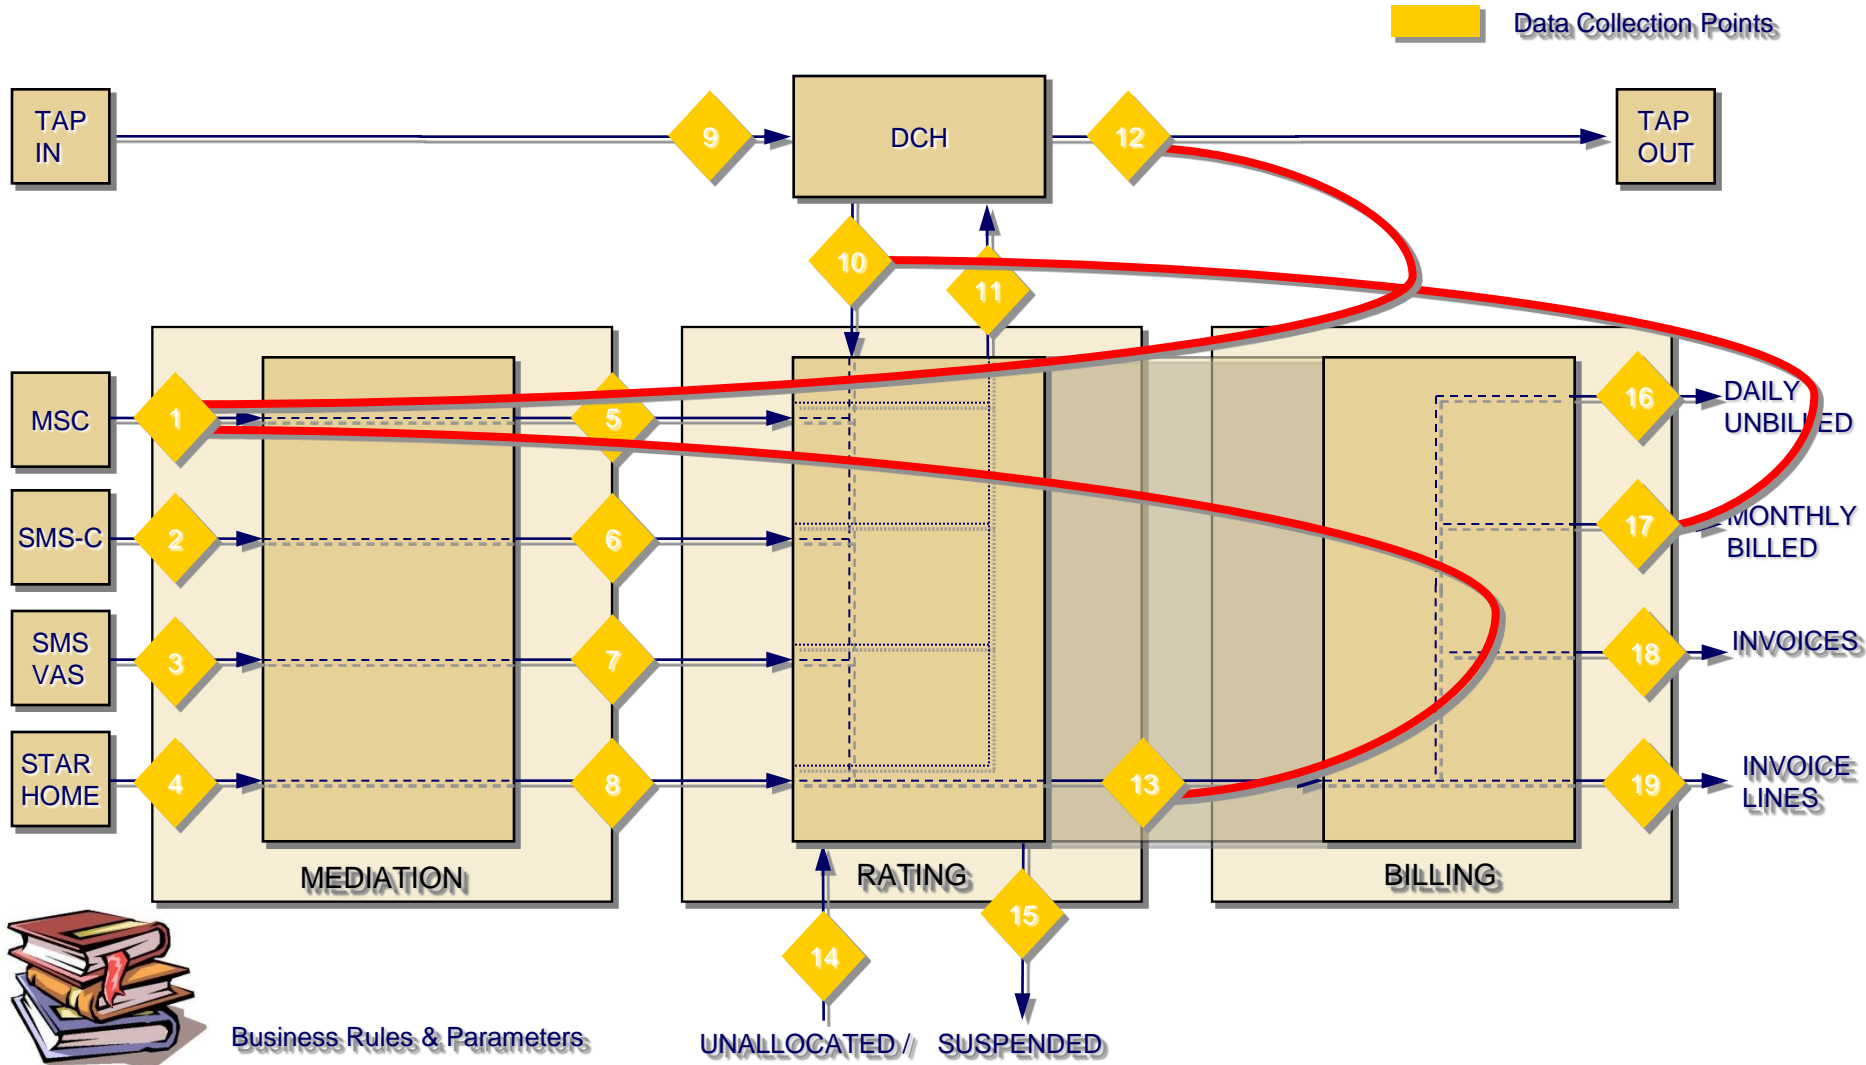 Data Collection Points
TAP
IN
9
DCH
12
TAP
OUT
10
11
MSC
1
5
16
DAILY
UNBILLED
SMS-C
2
6
17
MONTHLY
BILLED
SMS
VAS
3
7
18
INVOICES
STAR
HOME
4
8
13
19
INVOICE
LINES
MEDIATION
RATING
BILLING
14
15
Business Rules & Parameters
UNALLOCATED /
SUSPENDED